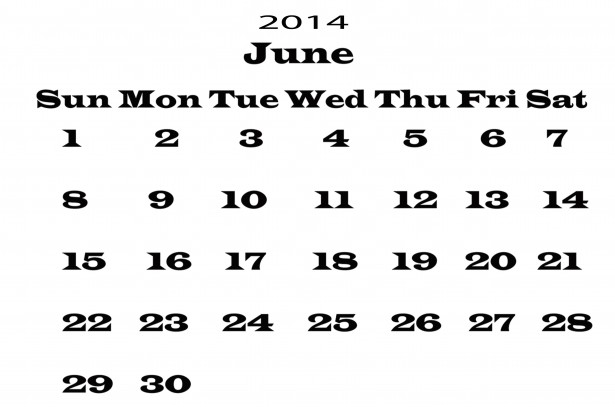 2014
June
Sun Mon Tue Wed Thu Fri Sat
1 2 3 4 5 6 7
8 9 10 11 12 13 14
15 16 17 18 19 20 21
22 23 24 25 26 27 28
29 30